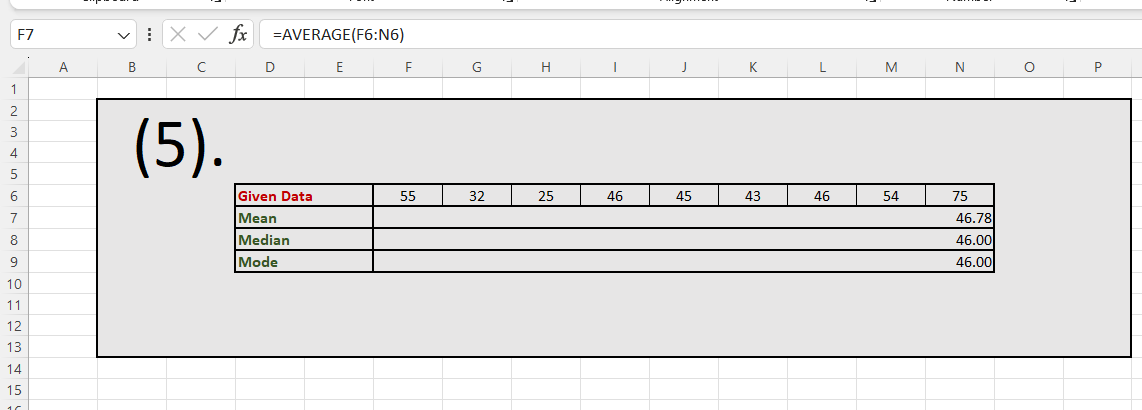 F7 fx =AVERAGE(F6:N6)
A B C D E F G H I J K L M N O P
1
2
3
4
5
(5).
6 Given Data 55 32 25 46 45 43 46 54 75
7 Mean 46.78
8 Median 46.00
9 Mode 46.00
10
11
12
13
14
15